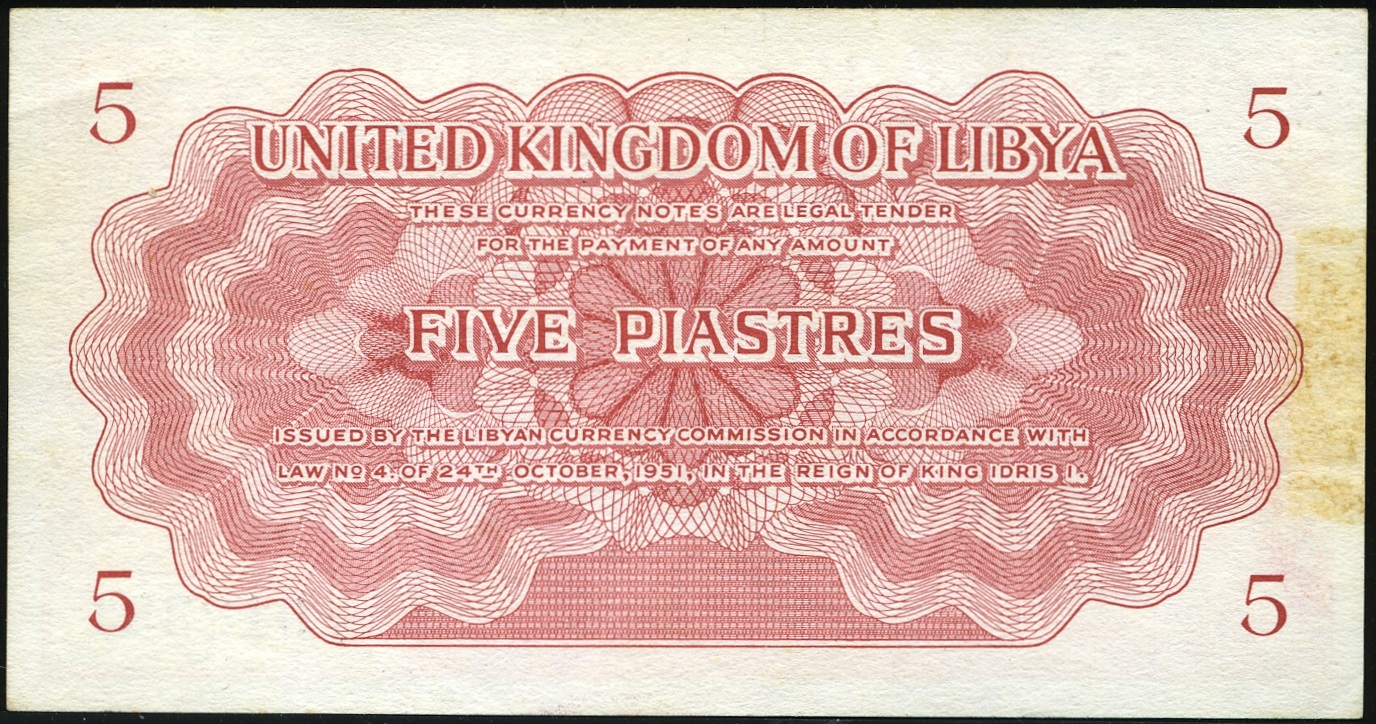 5 5
UNITED KINGDOM OF LIBYA
THESE CURRENCY NOTES ARE LEGAL TENDER
FOR THE PAYMENT OF ANY AMOUNT
FIVE PIASTRES
ISSUED BY THE LIBYAN CURRENCY COMMISSION IN ACCORDANCE WITH
LAW Nº 4. OF 24TH OCTOBER, 1951, IN THE REIGN OF KING IDRIS I.
5 5